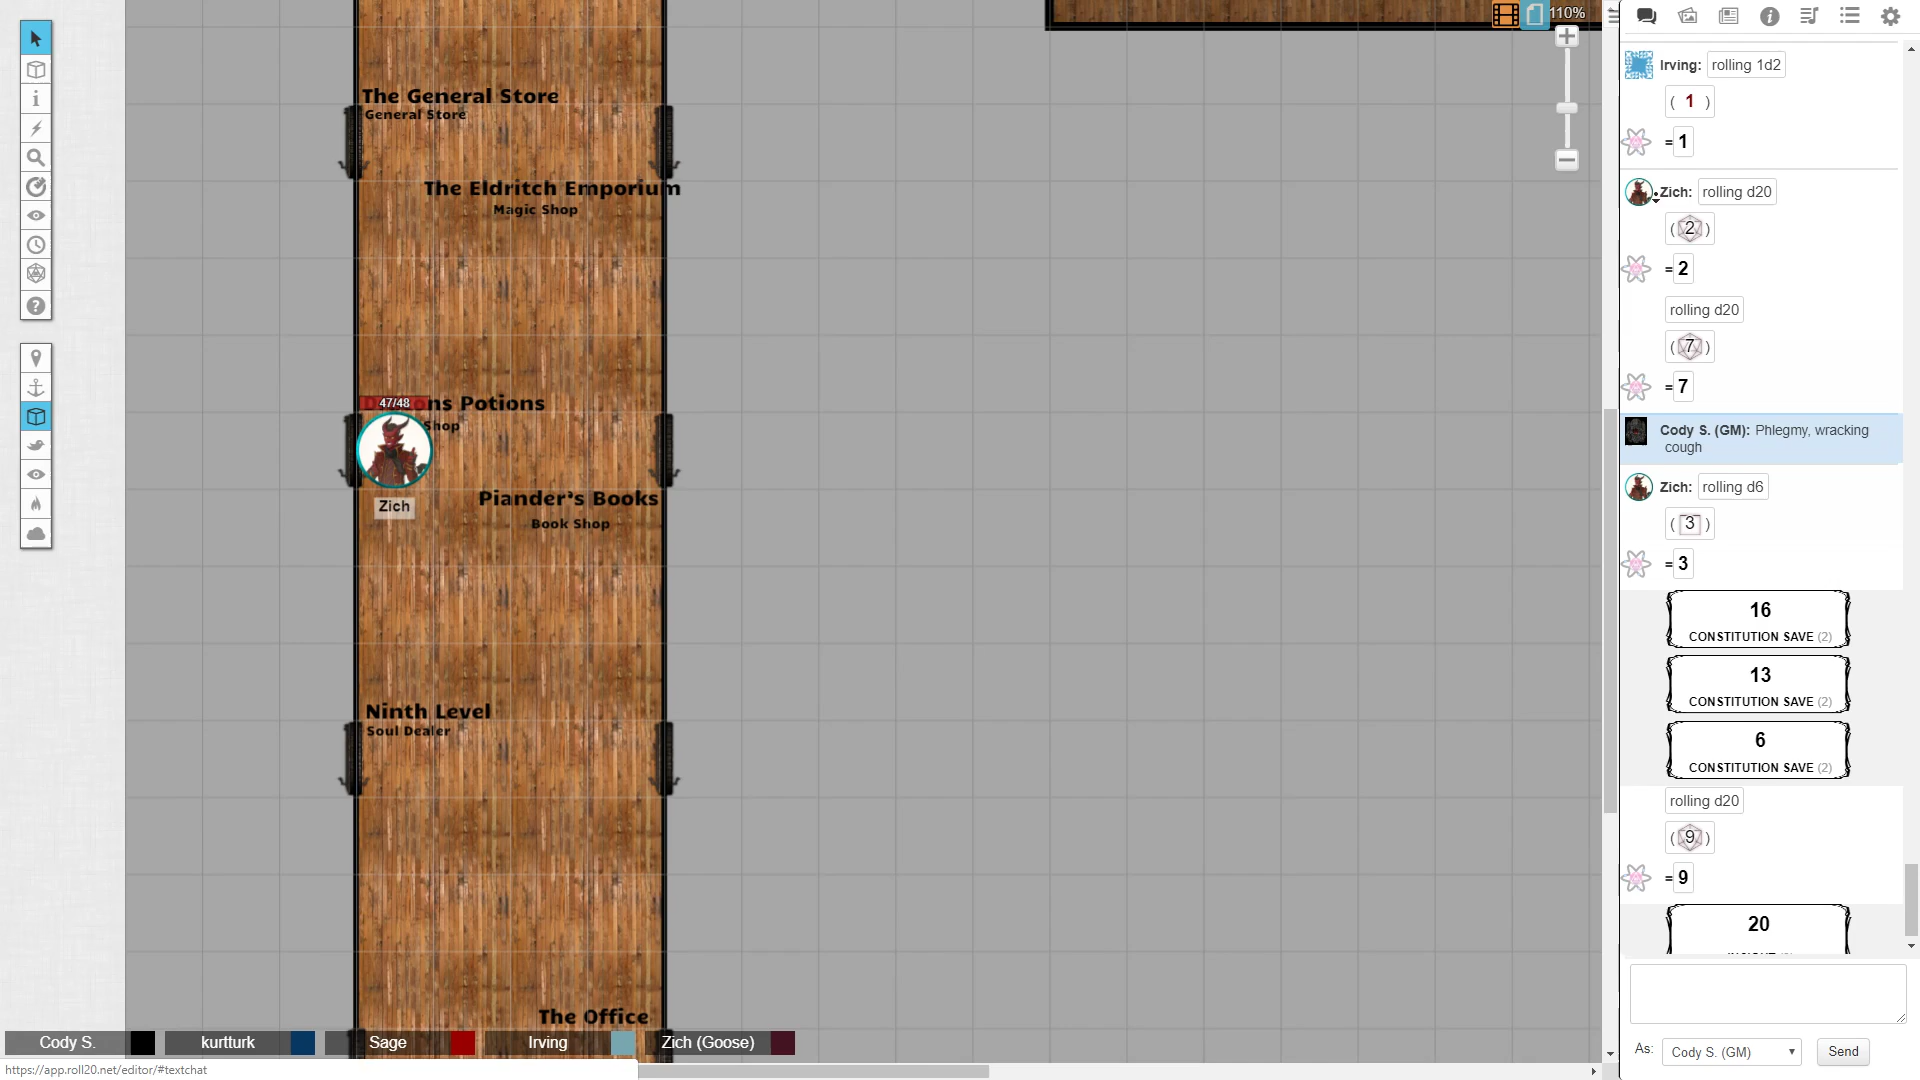 110%
The General Store
General Store
The Eldritch Emporium
Magic Shop
47/48
ns Potions
Shop
Zich
Piander's Books
Book Shop
Ninth Level
Soul Dealer
The Office
Cody S.
kurtturk
Sage
Irving
Zich (Goose)
https://app.roll20.net/editor/#textchat
Irving: rolling 1d2
( 1 )
=1
Zich: rolling d20
(2)
=2
rolling d20
(7)
=7
Cody S. (GM): Phlegmy, wracking
cough
Zich: rolling d6
(3)
=3
16
CONSTITUTION SAVE (2)
13
CONSTITUTION SAVE (2)
6
CONSTITUTION SAVE (2)
rolling d20
(9)
=9
20
As: Cody S. (GM)
Send